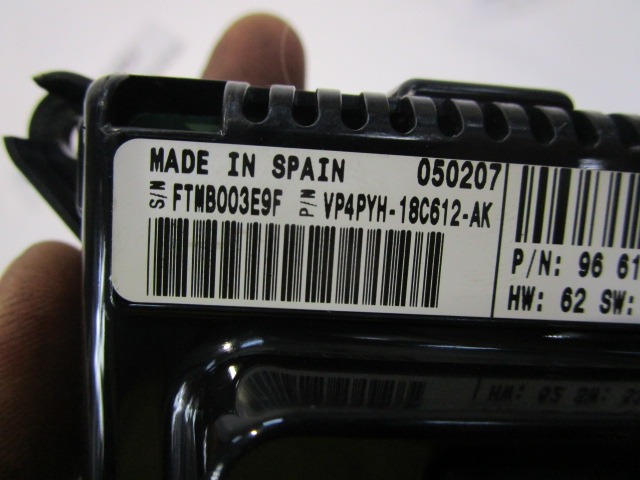 MADE IN SPAIN 050207
S/N FTMB003E9F P/N VP4PYH-18C612-AK
P/N: 96 61
HW: 62 SW: